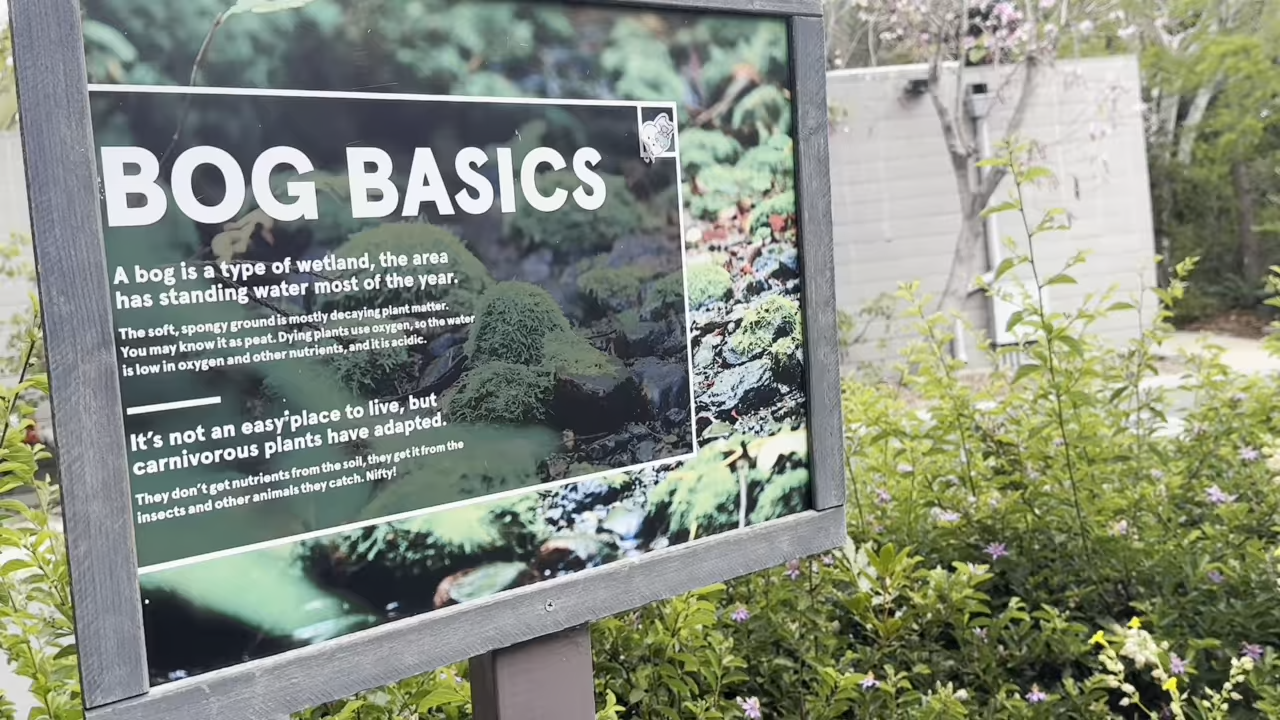 BOG BASICS
A bog is a type of wetland, the area
has standing water most of the year.
The soft, spongy ground is mostly decaying plant matter.
You may know it as peat. Dying plants use oxygen, so the water
is low in oxygen and other nutrients, and it is acidic.
It's not an easy place to live, but
carnivorous plants have adapted.
They don't get nutrients from the soil, they get it from the
insects and other animals they catch. Nifty!